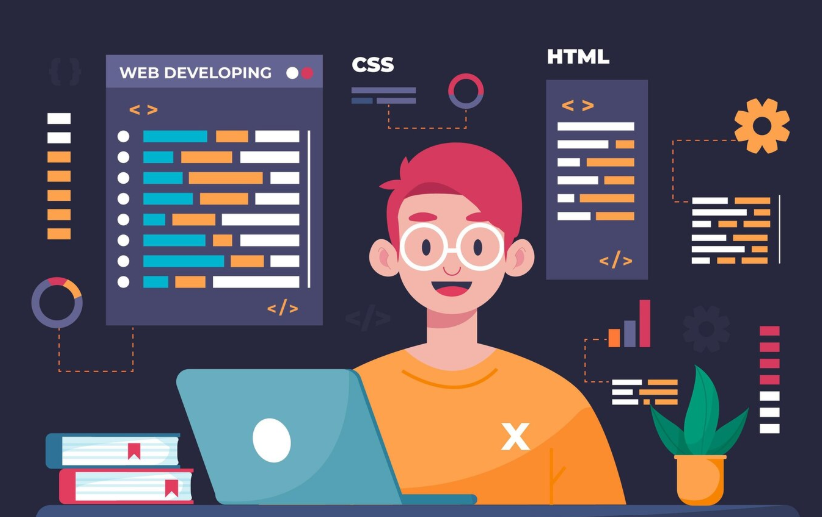 WEB DEVELOPING
CSS
HTML
< >
< >
</>
</>
{ }
</>
X